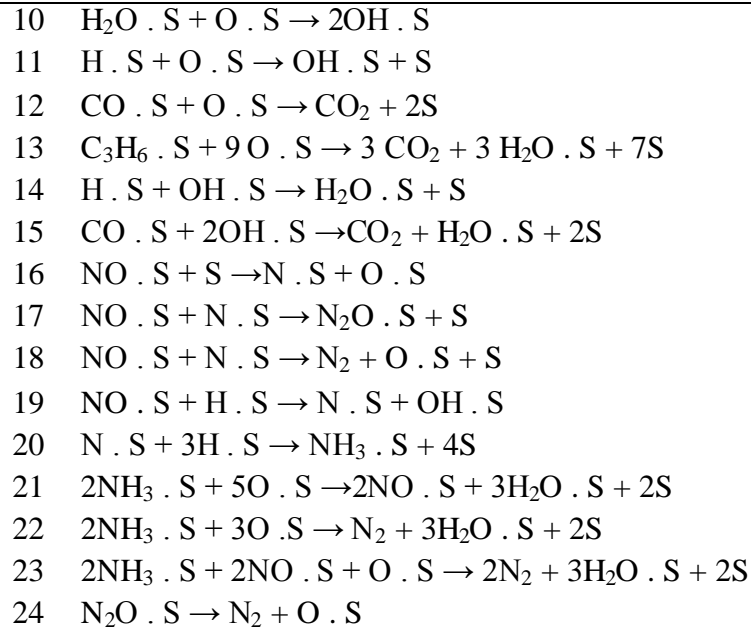 10 H₂O . S + O . S → 2OH . S
11 H . S + O . S → OH . S + S
12 CO . S + O . S → CO₂ + 2S
13 C₃H₆ . S + 9 O . S → 3 CO₂ + 3 H₂O . S + 7S
14 H . S + OH . S → H₂O . S + S
15 CO . S + 2OH . S →CO₂ + H₂O . S + 2S
16 NO . S + S →N . S + O . S
17 NO . S + N . S → N₂O . S + S
18 NO . S + N . S → N₂ + O . S + S
19 NO . S + H . S → N . S + OH . S
20 N . S + 3H . S → NH₃ . S + 4S
21 2NH₃ . S + 5O . S →2NO . S + 3H₂O . S + 2S
22 2NH₃ . S + 3O .S → N₂ + 3H₂O . S + 2S
23 2NH₃ . S + 2NO . S + O . S → 2N₂ + 3H₂O . S + 2S
24 N₂O . S → N₂ + O . S